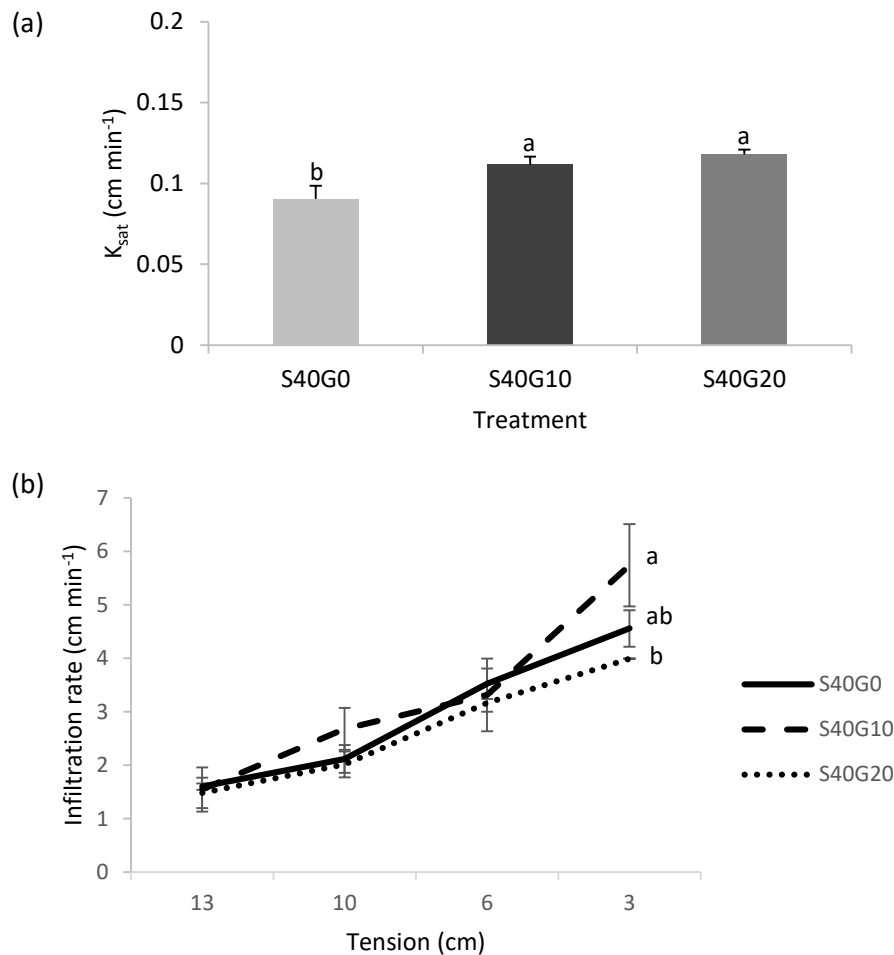 (a)
0.2
0.15
0.1
0.05
0
Ksat (cm min⁻¹)
b
a
a
S40G0 S40G10 S40G20
Treatment
(b)
7
6
5
4
3
2
1
0
Infiltration rate (cm min⁻¹)
a
ab
b
13 10 6 3
Tension (cm)
S40G0
S40G10
S40G20